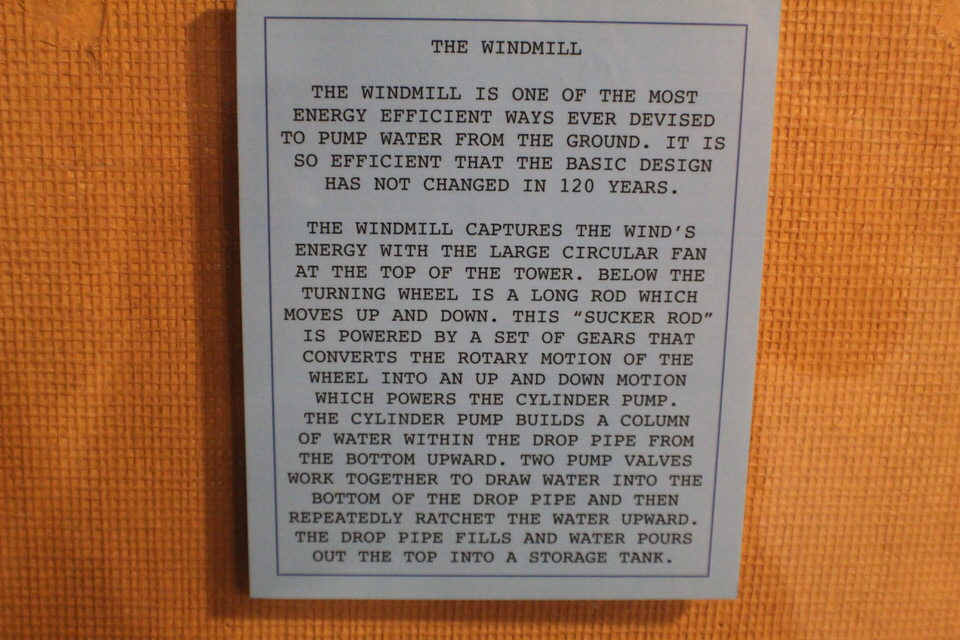 THE WINDMILL
THE WINDMILL IS ONE OF THE MOST
ENERGY EFFICIENT WAYS EVER DEVISED
TO PUMP WATER FROM THE GROUND. IT IS
SO EFFICIENT THAT THE BASIC DESIGN
HAS NOT CHANGED IN 120 YEARS.
THE WINDMILL CAPTURES THE WIND'S
ENERGY WITH THE LARGE CIRCULAR FAN
AT THE TOP OF THE TOWER. BELOW THE
TURNING WHEEL IS A LONG ROD WHICH
MOVES UP AND DOWN. THIS “SUCKER ROD”
IS POWERED BY A SET OF GEARS THAT
CONVERTS THE ROTARY MOTION OF THE
WHEEL INTO AN UP AND DOWN MOTION
WHICH POWERS THE CYLINDER PUMP.
THE CYLINDER PUMP BUILDS A COLUMN
OF WATER WITHIN THE DROP PIPE FROM
THE BOTTOM UPWARD. TWO PUMP VALVES
WORK TOGETHER TO DRAW WATER INTO THE
BOTTOM OF THE DROP PIPE AND THEN
REPEATEDLY RATCHET THE WATER UPWARD.
THE DROP PIPE FILLS AND WATER POURS
OUT THE TOP INTO A STORAGE TANK.